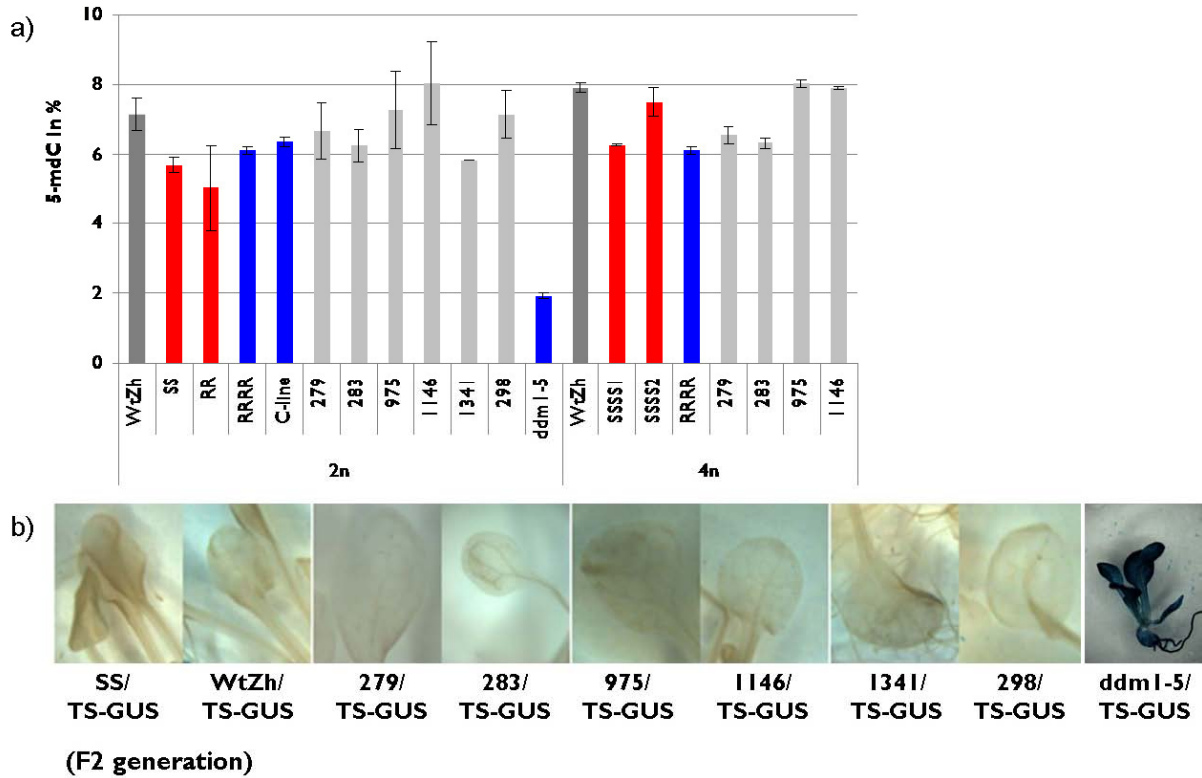 a)
10
8
6
4
2
0
5-mdC In %
WtZh
SS
RR
RRRR
C-line
279
283
975
1146
1341
298
ddm1-5
WtZh
SSSS1
SSSS2
RRRR
279
283
975
1146
2n
4n
b)
SS/ WtZh/ 279/ 283/ 975/ 1146/ 1341/ 298/ ddm1-5/
TS-GUS TS-GUS TS-GUS TS-GUS TS-GUS TS-GUS TS-GUS TS-GUS TS-GUS
(F2 generation)